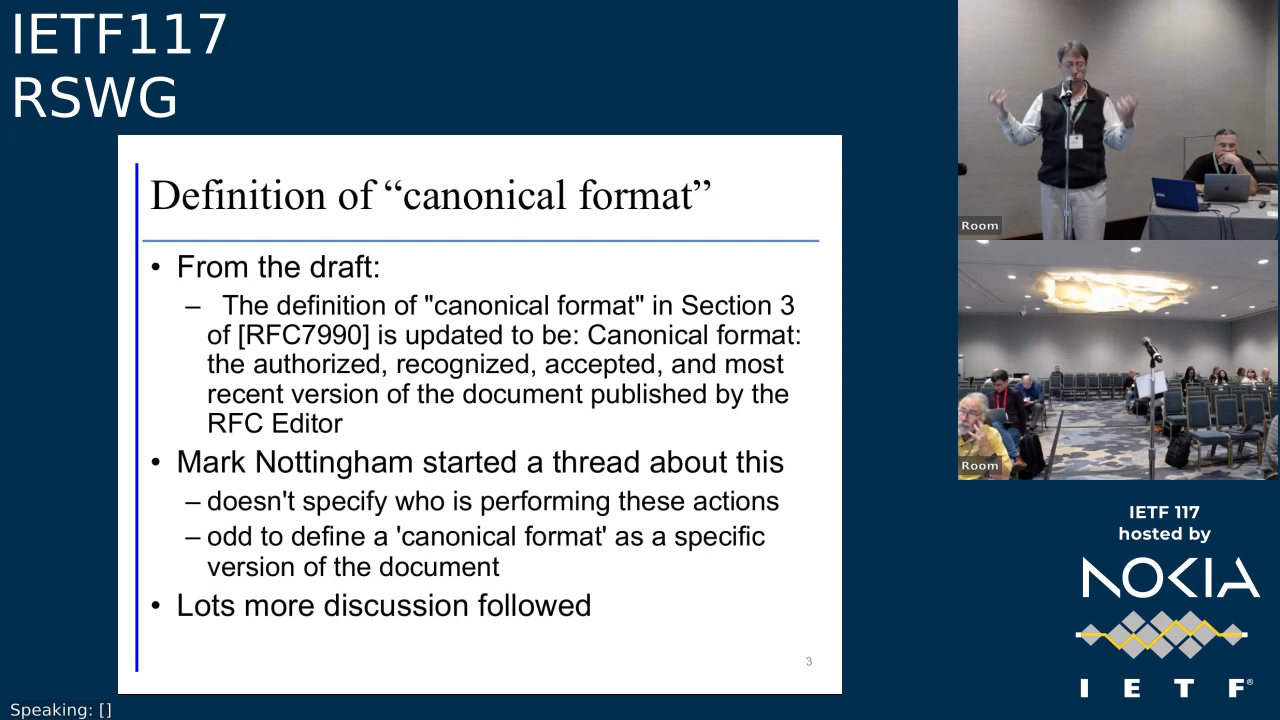 IETF117
RSWG
Definition of “canonical format”
• From the draft:
– The definition of "canonical format" in Section 3
of [RFC7990] is updated to be: Canonical format:
the authorized, recognized, accepted, and most
recent version of the document published by the
RFC Editor
• Mark Nottingham started a thread about this
– doesn't specify who is performing these actions
– odd to define a 'canonical format' as a specific
version of the document
• Lots more discussion followed
3
Room
Room
IETF 117
hosted by
NOKIA
I E T F®
Speaking: []